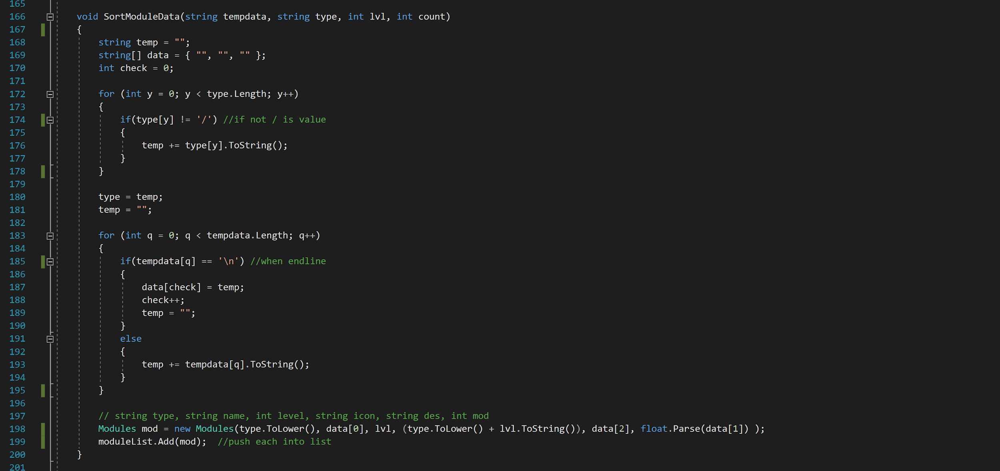 165
166 void SortModuleData(string tempdata, string type, int lvl, int count)
167 {
168 string temp = "";
169 string[] data = { "", "", "" };
170 int check = 0;
171
172 for (int y = 0; y < type.Length; y++)
173 {
174 if(type[y] != '/') //if not / is value
175 {
176 temp += type[y].ToString();
177 }
178 }
179
180 type = temp;
181 temp = "";
182
183 for (int q = 0; q < tempdata.Length; q++)
184 {
185 if(tempdata[q] == '\n') //when endline
186 {
187 data[check] = temp;
188 check++;
189 temp = "";
190 }
191 else
192 {
193 temp += tempdata[q].ToString();
194 }
195 }
196
197 // string type, string name, int level, string icon, string des, int mod
198 Modules mod = new Modules(type.ToLower(), data[0], lvl, (type.ToLower() + lvl.ToString()), data[2], float.Parse(data[1]) );
199 moduleList.Add(mod); //push each into list
200 }
201